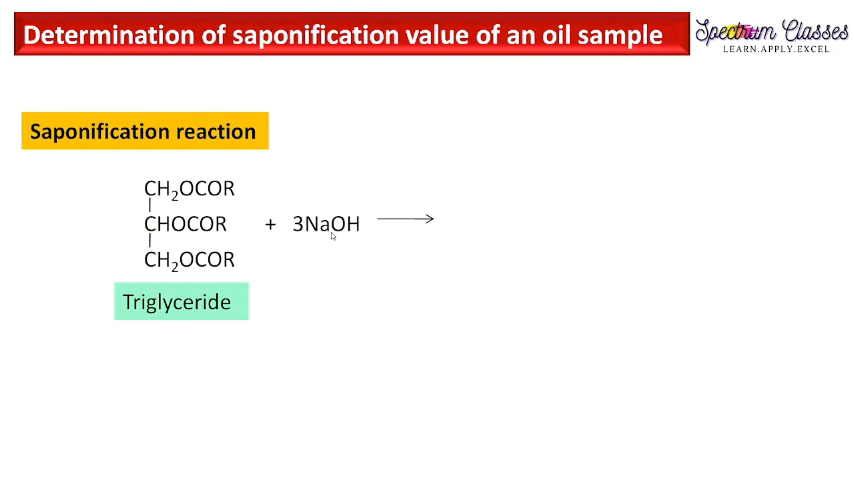 Determination of saponification value of an oil sample
Spectrum Classes
LEARN.APPLY.EXCEL
Saponification reaction
CH₂OCOR
CHOCOR + 3NaOH ⟶
CH₂OCOR
Triglyceride